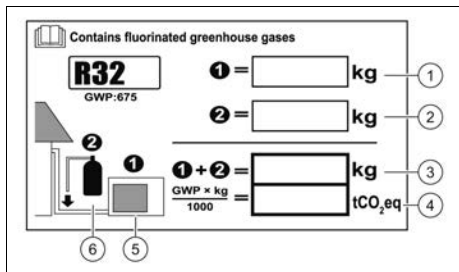 Contains fluorinated greenhouse gases
R32
GWP:675
❶= kg 1
❷= kg 2
❶+❷= kg 3
GWP × kg
1000
= tCO₂eq 4
❷
❶
6 5